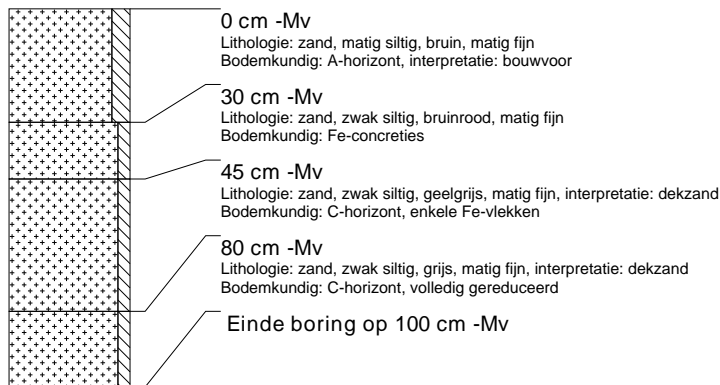 0 cm -Mv
Lithologie: zand, matig siltig, bruin, matig fijn
Bodemkundig: A-horizont, interpretatie: bouwvoor
30 cm -Mv
Lithologie: zand, zwak siltig, bruinrood, matig fijn
Bodemkundig: Fe-concreties
45 cm -Mv
Lithologie: zand, zwak siltig, geelgrijs, matig fijn, interpretatie: dekzand
Bodemkundig: C-horizont, enkele Fe-vlekken
80 cm -Mv
Lithologie: zand, zwak siltig, grijs, matig fijn, interpretatie: dekzand
Bodemkundig: C-horizont, volledig gereduceerd
Einde boring op 100 cm -Mv